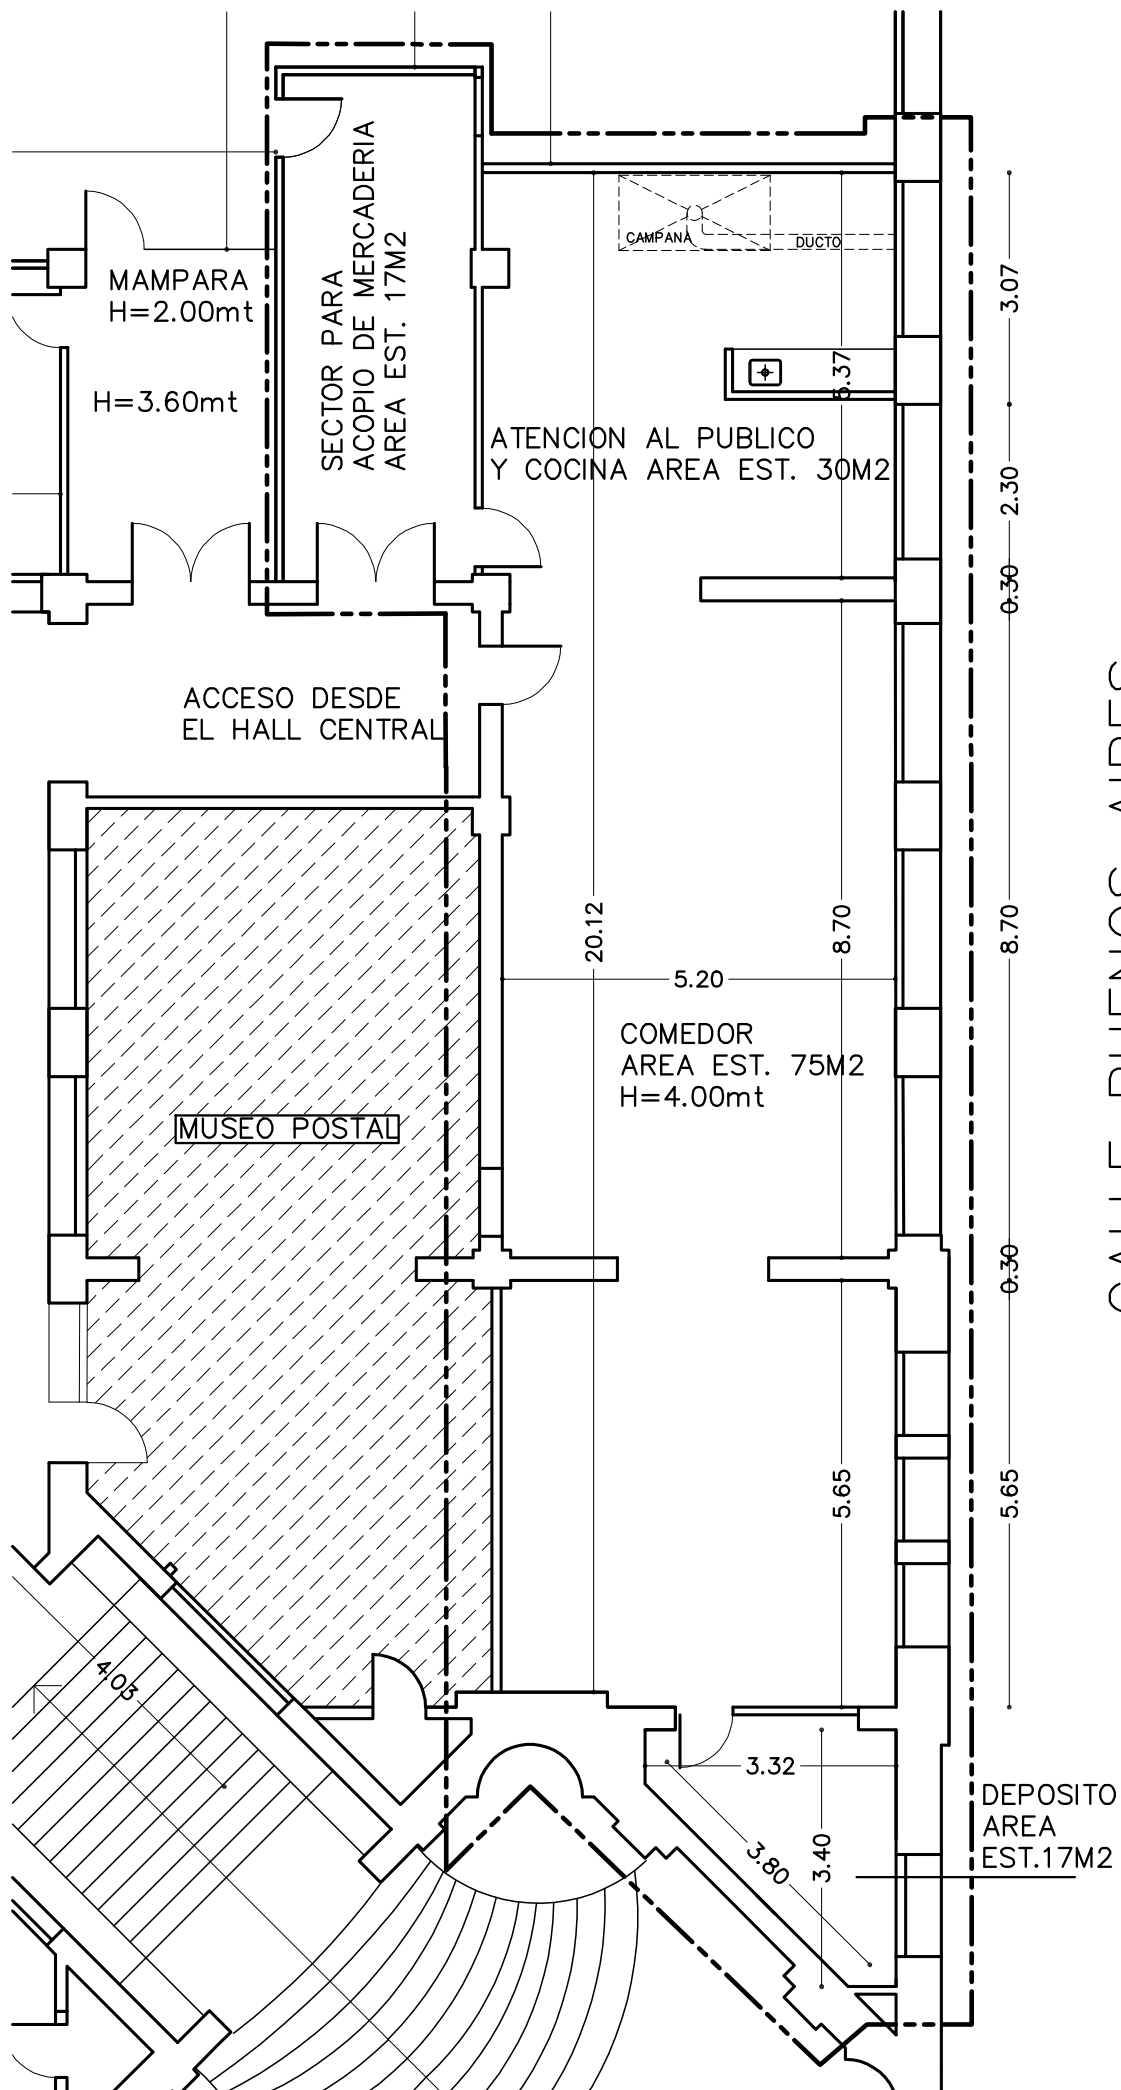 MAMPARA
H=2.00mt
H=3.60mt
SECTOR PARA
ACOPIO DE MERCADERIA
AREA EST. 17M2
CAMPANA
DUCTO
5.37
3.07
ATENCION AL PUBLICO
Y COCINA AREA EST. 30M2
2.30
0.30
ACCESO DESDE
EL HALL CENTRAL
20.12
8.70
8.70
5.20
COMEDOR
AREA EST. 75M2
H=4.00mt
MUSEO POSTAL
0.30
5.65
5.65
4.03
3.32
3.80
3.40
DEPOSITO
AREA
EST.17M2